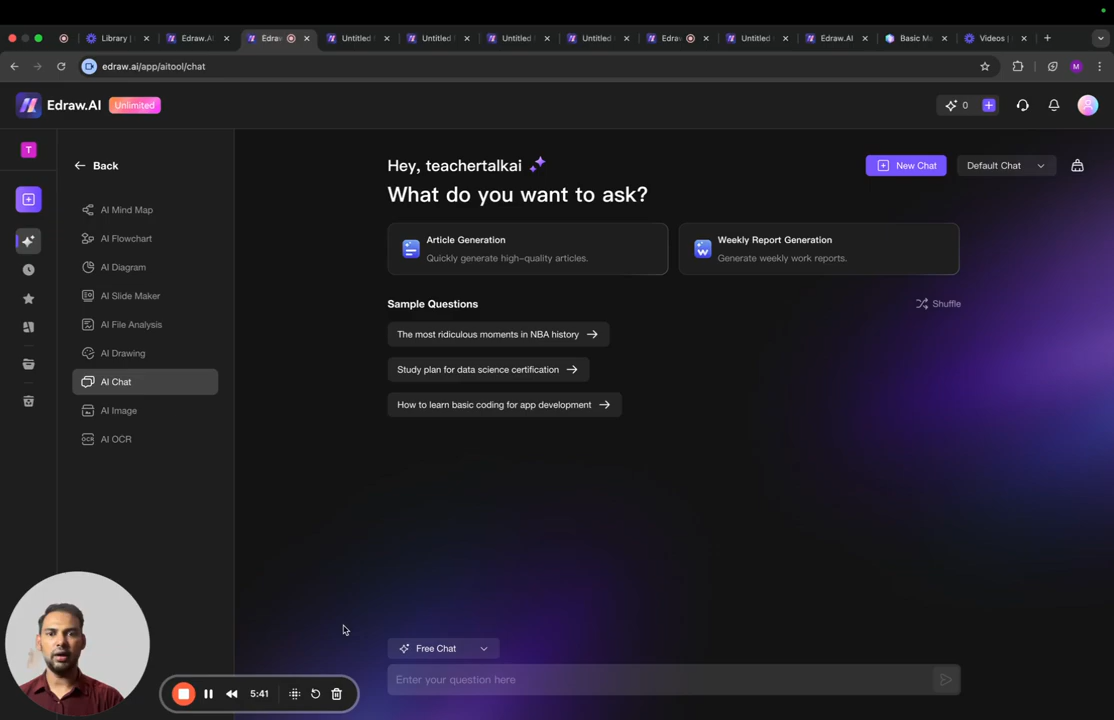 Library |
Edraw.A
Edraw
Untitled
Untitled
Untitled
Untitled
Edraw
Untitled
Edraw.AI
Basic Ma
Videos |
edraw.ai/app/aitool/chat
M
Edraw.AI
Unlimited
0
T
Back
AI Mind Map
AI Flowchart
AI Diagram
AI Slide Maker
AI File Analysis
AI Drawing
AI Chat
AI Image
OCR
AI OCR
Hey, teachertalkai
What do you want to ask?
New Chat
Default Chat
Article Generation
Quickly generate high-quality articles.
W
Weekly Report Generation
Generate weekly work reports.
Sample Questions
Shuffle
The most ridiculous moments in NBA history
Study plan for data science certification
How to learn basic coding for app development
Free Chat
Enter your question here
5:41